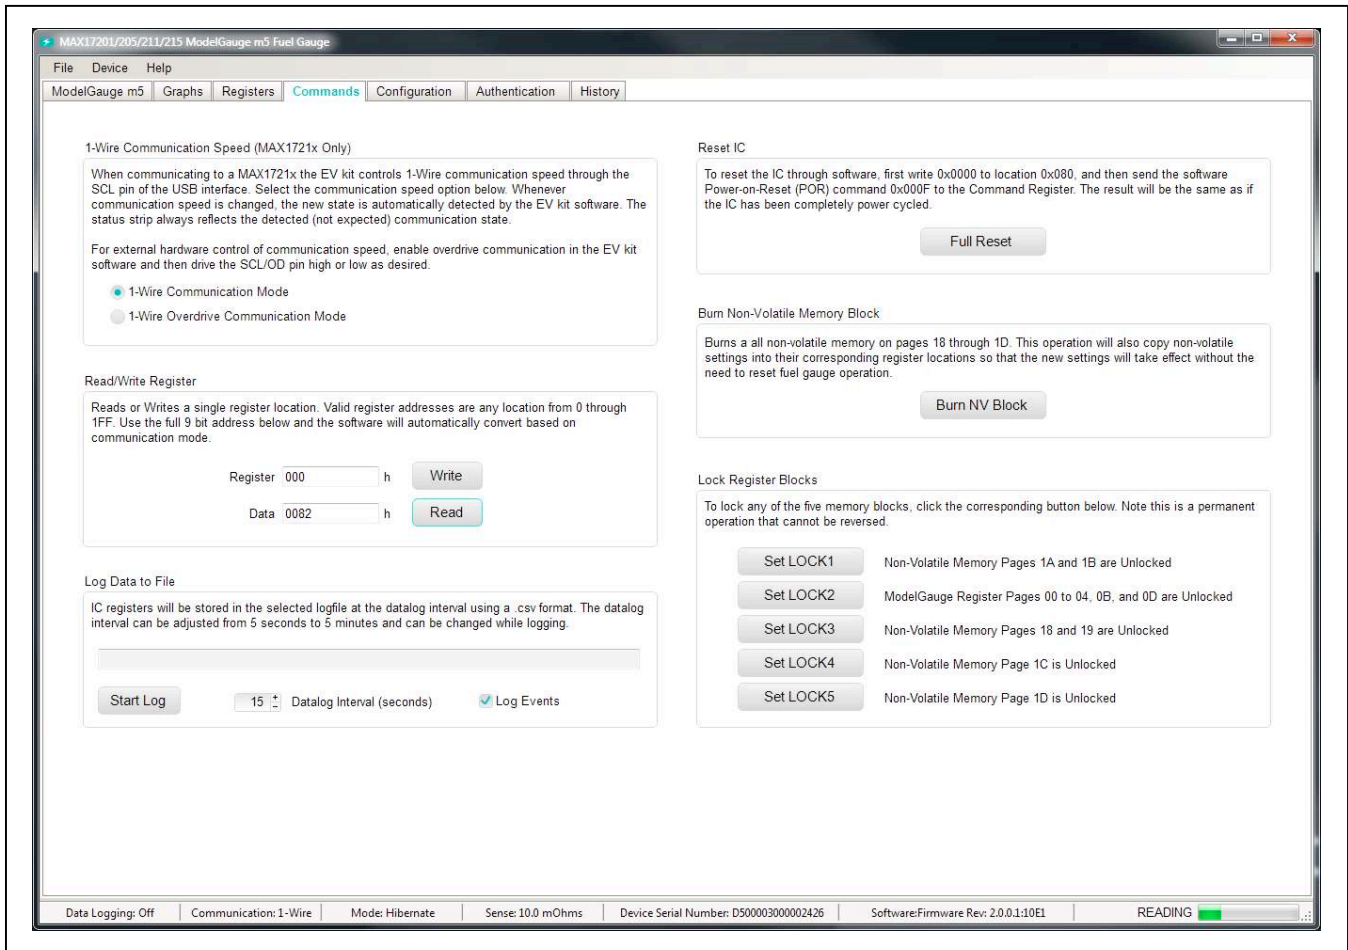 MAX17201/205/211/215 ModelGauge m5 Fuel Gauge
File Device Help
ModelGauge m5 Graphs Registers Commands Configuration Authentication History
1-Wire Communication Speed (MAX1721x Only)
When communicating to a MAX1721x the EV kit controls 1-Wire communication speed through the
SCL pin of the USB interface. Select the communication speed option below. Whenever
communication speed is changed, the new state is automatically detected by the EV kit software. The
status strip always reflects the detected (not expected) communication state.
For external hardware control of communication speed, enable overdrive communication in the EV kit
software and then drive the SCL/OD pin high or low as desired.
1-Wire Communication Mode
1-Wire Overdrive Communication Mode
Read/Write Register
Reads or Writes a single register location. Valid register addresses are any location from 0 through
1FF. Use the full 9 bit address below and the software will automatically convert based on
communication mode.
Register 000 h Write
Data 0082 h Read
Log Data to File
IC registers will be stored in the selected logfile at the datalog interval using a .csv format. The datalog
interval can be adjusted from 5 seconds to 5 minutes and can be changed while logging.
Start Log 15 Datalog Interval (seconds) Log Events
Reset IC
To reset the IC through software, first write 0x0000 to location 0x080, and then send the software
Power-on-Reset (POR) command 0x000F to the Command Register. The result will be the same as if
the IC has been completely power cycled.
Full Reset
Burn Non-Volatile Memory Block
Burns a all non-volatile memory on pages 18 through 1D. This operation will also copy non-volatile
settings into their corresponding register locations so that the new settings will take effect without the
need to reset fuel gauge operation.
Burn NV Block
Lock Register Blocks
To lock any of the five memory blocks, click the corresponding button below. Note this is a permanent
operation that cannot be reversed.
Set LOCK1 Non-Volatile Memory Pages 1A and 1B are Unlocked
Set LOCK2 ModelGauge Register Pages 00 to 04, 0B, and 0D are Unlocked
Set LOCK3 Non-Volatile Memory Pages 18 and 19 are Unlocked
Set LOCK4 Non-Volatile Memory Page 1C is Unlocked
Set LOCK5 Non-Volatile Memory Page 1D is Unlocked
Data Logging: Off Communication: 1-Wire Mode: Hibernate Sense: 10.0 mOhms Device Serial Number: D500003000002426 Software:Firmware Rev: 2.0.0.1:10E1 READING